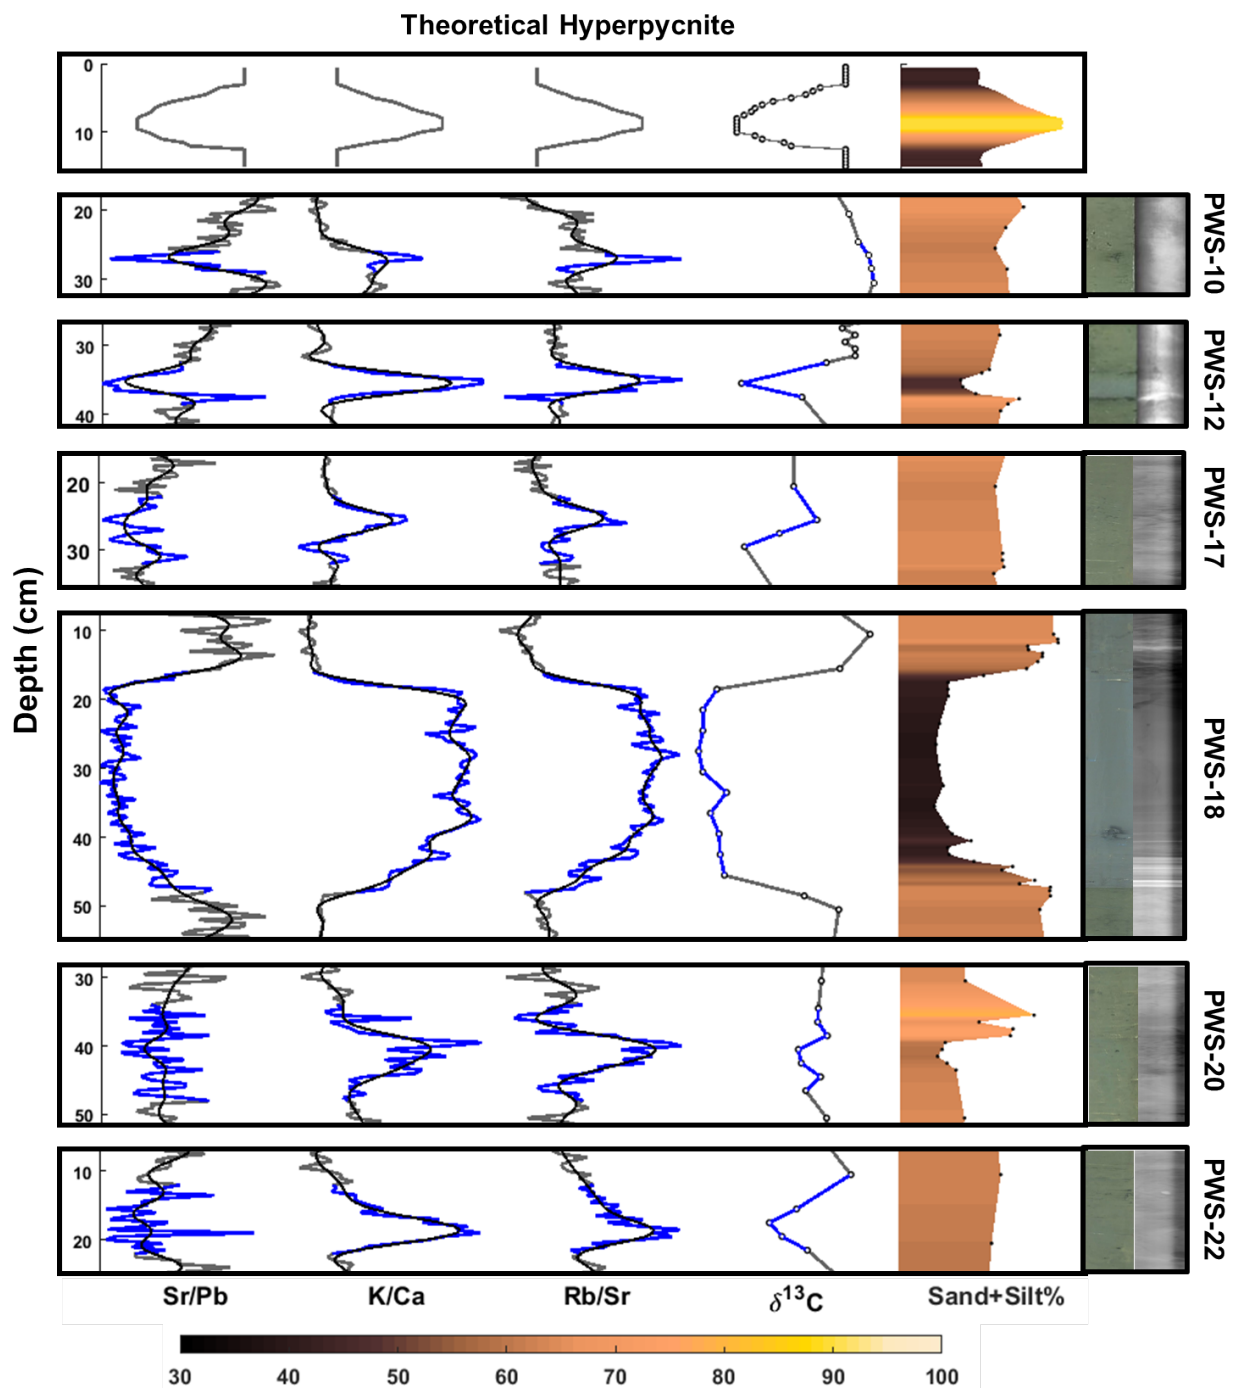 Theoretical Hyperpycnite
0
10
20
30
PWS-10
30
40
PWS-12
20
30
PWS-17
Depth (cm)
10
20
30
40
50
PWS-18
30
40
50
PWS-20
10
20
PWS-22
Sr/Pb K/Ca Rb/Sr δ¹³C Sand+Silt%
30 40 50 60 70 80 90 100